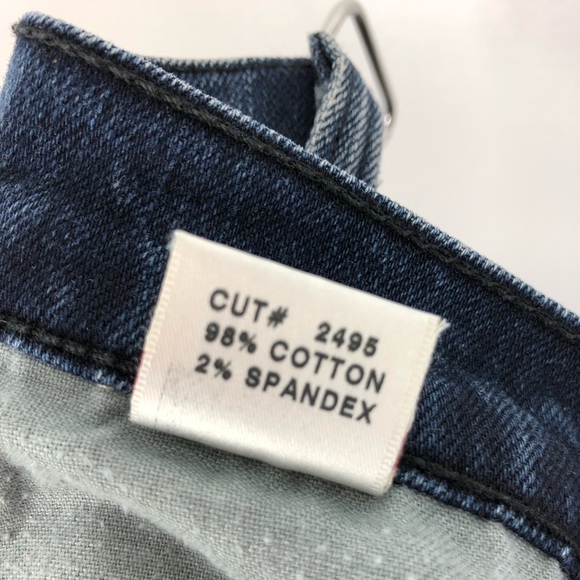 CUT# 2495
98% COTTON
2% SPANDEX